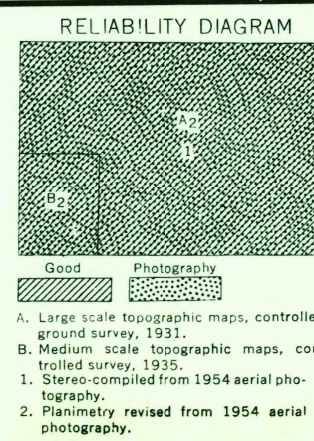 RELIABILITY DIAGRAM
A2
1
B2
Good Photography
A. Large scale topographic maps, controlle
ground survey, 1931.
B. Medium scale topographic maps, con
trolled survey, 1935.
1. Stereo-compiled from 1954 aerial pho-
tography.
2. Planimetry revised from 1954 aerial
photography.